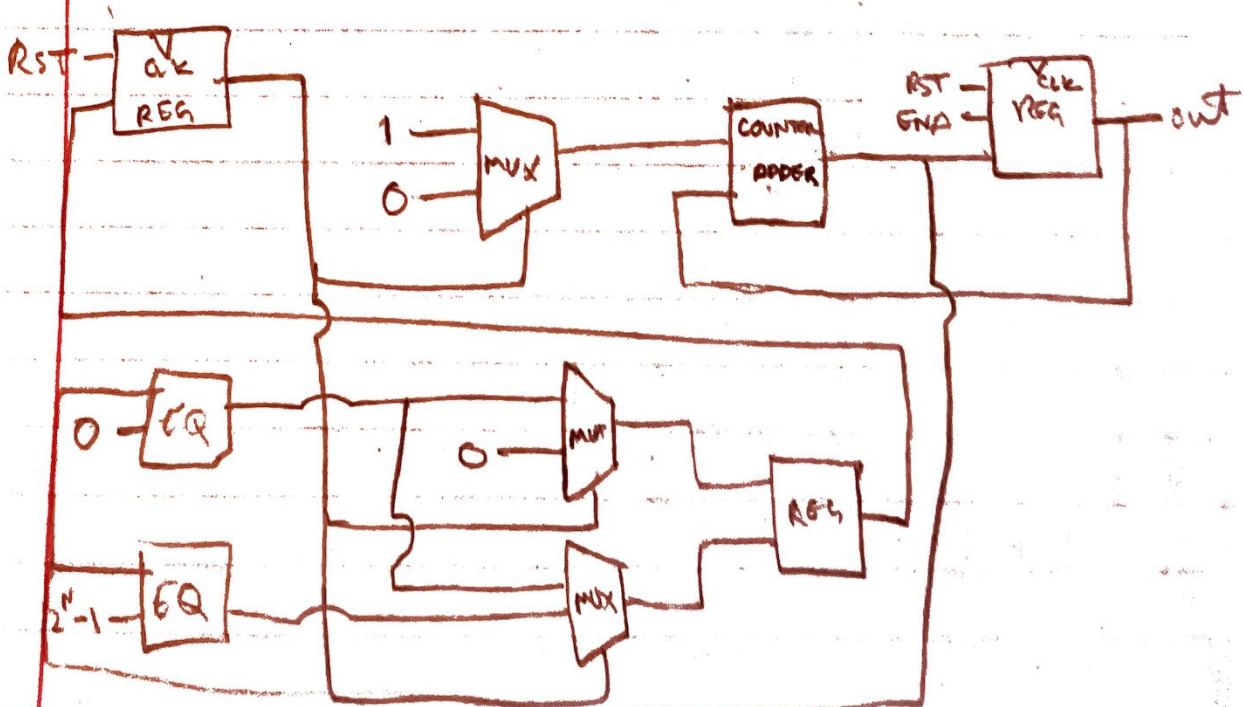 RST
CLK
REG
1
0
MUX
COUNTER
ADDER
RST
ENA
CLK
REG
out
0
EQ
0
MUX
REG
2^N-1
EQ
MUX